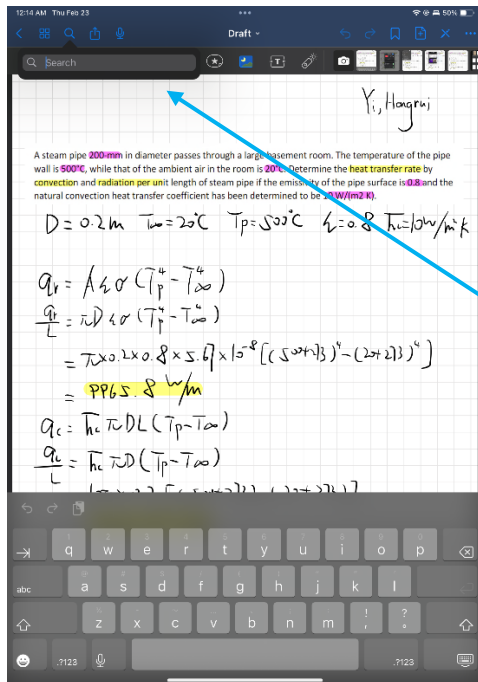 12:14 AM Thu Feb 23
50%
Draft
Search
Yi, Hongrui
A steam pipe 200-mm in diameter passes through a large basement room. The temperature of the pipe
wall is 500°C, while that of the ambient air in the room is 20°C. Determine the heat transfer rate by
convection and radiation per unit length of steam pipe if the emissivity of the pipe surface is 0.8 and the
natural convection heat transfer coefficient has been determined to be 10 W/(m2 K).
D = 0.2m T∞ = 20°C Tp = 500°C ε = 0.8 h̄c = 10W/m²·K
qr = A ε σ (Tp⁴ - T∞⁴)
qr/L = πD ε σ (Tp⁴ - T∞⁴)
= π × 0.2 × 0.8 × 5.67 × 10⁻⁸ [(500+273)⁴ - (20+273)⁴]
= 9965.8 W/m
qc = h̄c π D L (Tp - T∞)
qc/L = h̄c π D (Tp - T∞)
q w e r t y u i o p
abc a s d f g h j k l
z x c v b n m ! , ? .
.?123 .?123